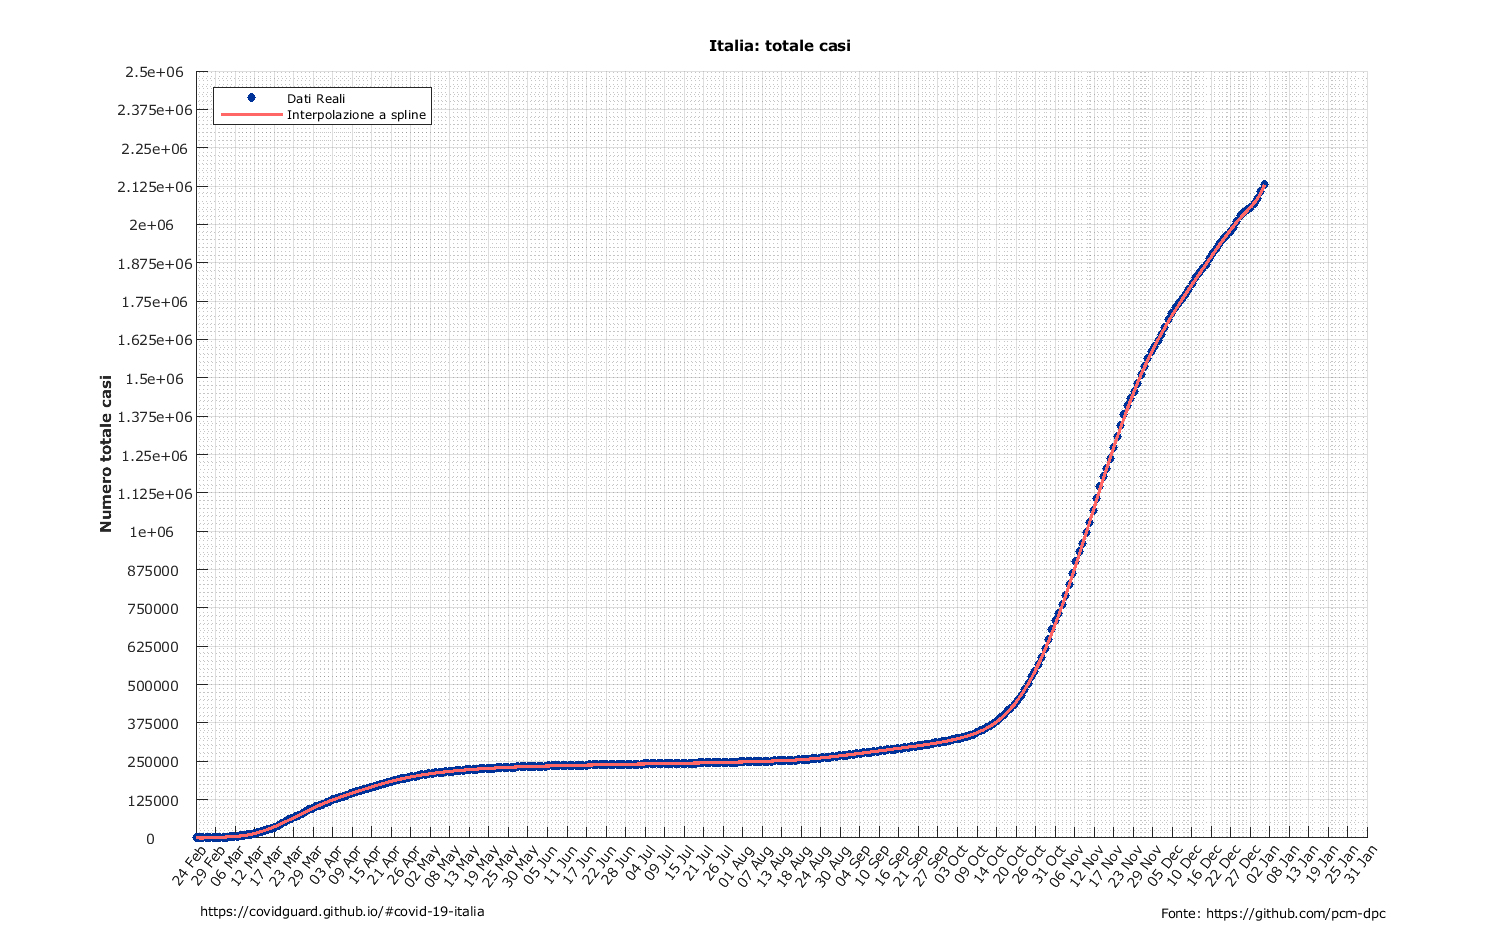 Italia: totale casi
Dati Reali
Interpolazione a spline
Numero totale casi
2.5e+06
2.375e+06
2.25e+06
2.125e+06
2e+06
1.875e+06
1.75e+06
1.625e+06
1.5e+06
1.375e+06
1.25e+06
1.125e+06
1e+06
875000
750000
625000
500000
375000
250000
125000
0
24 Feb
29 Feb
06 Mar
12 Mar
17 Mar
23 Mar
29 Mar
03 Apr
09 Apr
15 Apr
21 Apr
26 Apr
02 May
08 May
13 May
19 May
25 May
30 May
05 Jun
11 Jun
17 Jun
22 Jun
28 Jun
04 Jul
09 Jul
15 Jul
21 Jul
26 Jul
01 Aug
07 Aug
13 Aug
18 Aug
24 Aug
30 Aug
04 Sep
10 Sep
16 Sep
21 Sep
27 Sep
03 Oct
09 Oct
14 Oct
20 Oct
26 Oct
31 Oct
06 Nov
12 Nov
17 Nov
23 Nov
29 Nov
05 Dec
10 Dec
16 Dec
22 Dec
27 Dec
02 Jan
08 Jan
13 Jan
19 Jan
25 Jan
31 Jan
https://covidguard.github.io/#covid-19-italia
Fonte: https://github.com/pcm-dpc